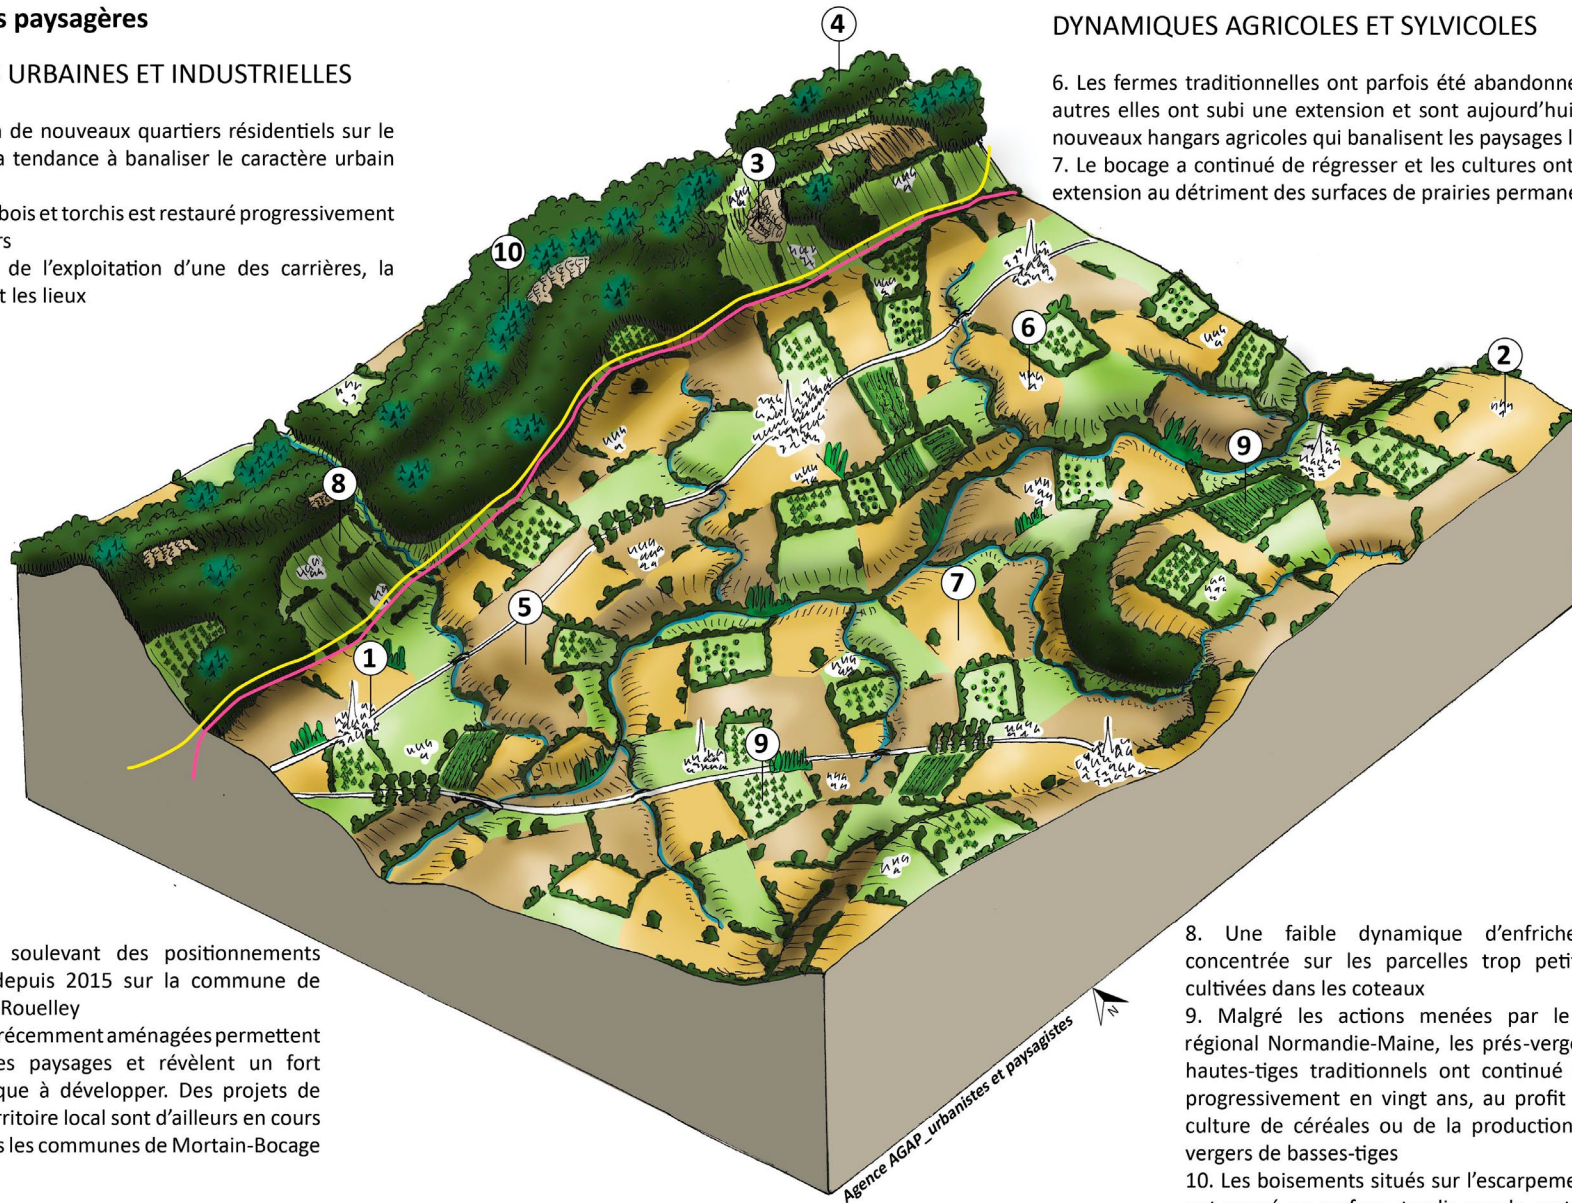 s paysagères
URBAINES ET INDUSTRIELLES
de nouveaux quartiers résidentiels sur le
a tendance à banaliser le caractère urbain
bois et torchis est restauré progressivement
rs
de l'exploitation d'une des carrières, la
t les lieux
DYNAMIQUES AGRICOLES ET SYLVICOLES
6. Les fermes traditionnelles ont parfois été abandonne
autres elles ont subi une extension et sont aujourd'hui
nouveaux hangars agricoles qui banalisent les paysages l
7. Le bocage a continué de régresser et les cultures ont
extension au détriment des surfaces de prairies permane
4
3
10
6
2
9
8
7
5
1
9
soulevant des positionnements
depuis 2015 sur la commune de
Rouelley
récemment aménagées permettent
es paysages et révèlent un fort
que à développer. Des projets de
rritoire local sont d'ailleurs en cours
s les communes de Mortain-Bocage
N
Agence AGAP_urbanistes et paysagistes
8. Une faible dynamique d'enfriche
concentrée sur les parcelles trop petit
cultivées dans les coteaux
9. Malgré les actions menées par le
régional Normandie-Maine, les prés-verge
hautes-tiges traditionnels ont continué
progressivement en vingt ans, au profit
culture de céréales ou de la production
vergers de basses-tiges
10. Les boisements situés sur l'escarpeme